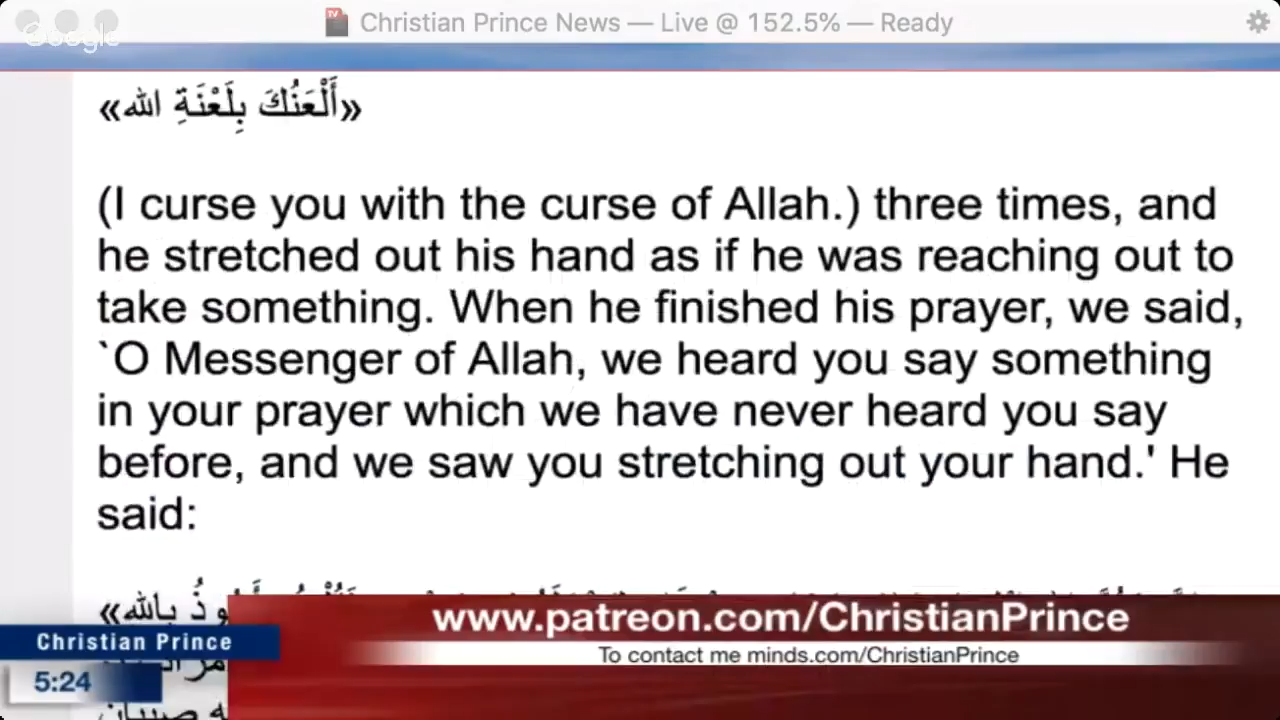 Christian Prince News — Live @ 152.5% — Ready
Google
«أَلْعَنُكَ بِلَعْنَةِ الله»
(I curse you with the curse of Allah.) three times, and
he stretched out his hand as if he was reaching out to
take something. When he finished his prayer, we said,
`O Messenger of Allah, we heard you say something
in your prayer which we have never heard you say
before, and we saw you stretching out your hand.' He
said:
بِالله»
www.patreon.com/ChristianPrince
To contact me minds.com/ChristianPrince
Christian Prince
5:24